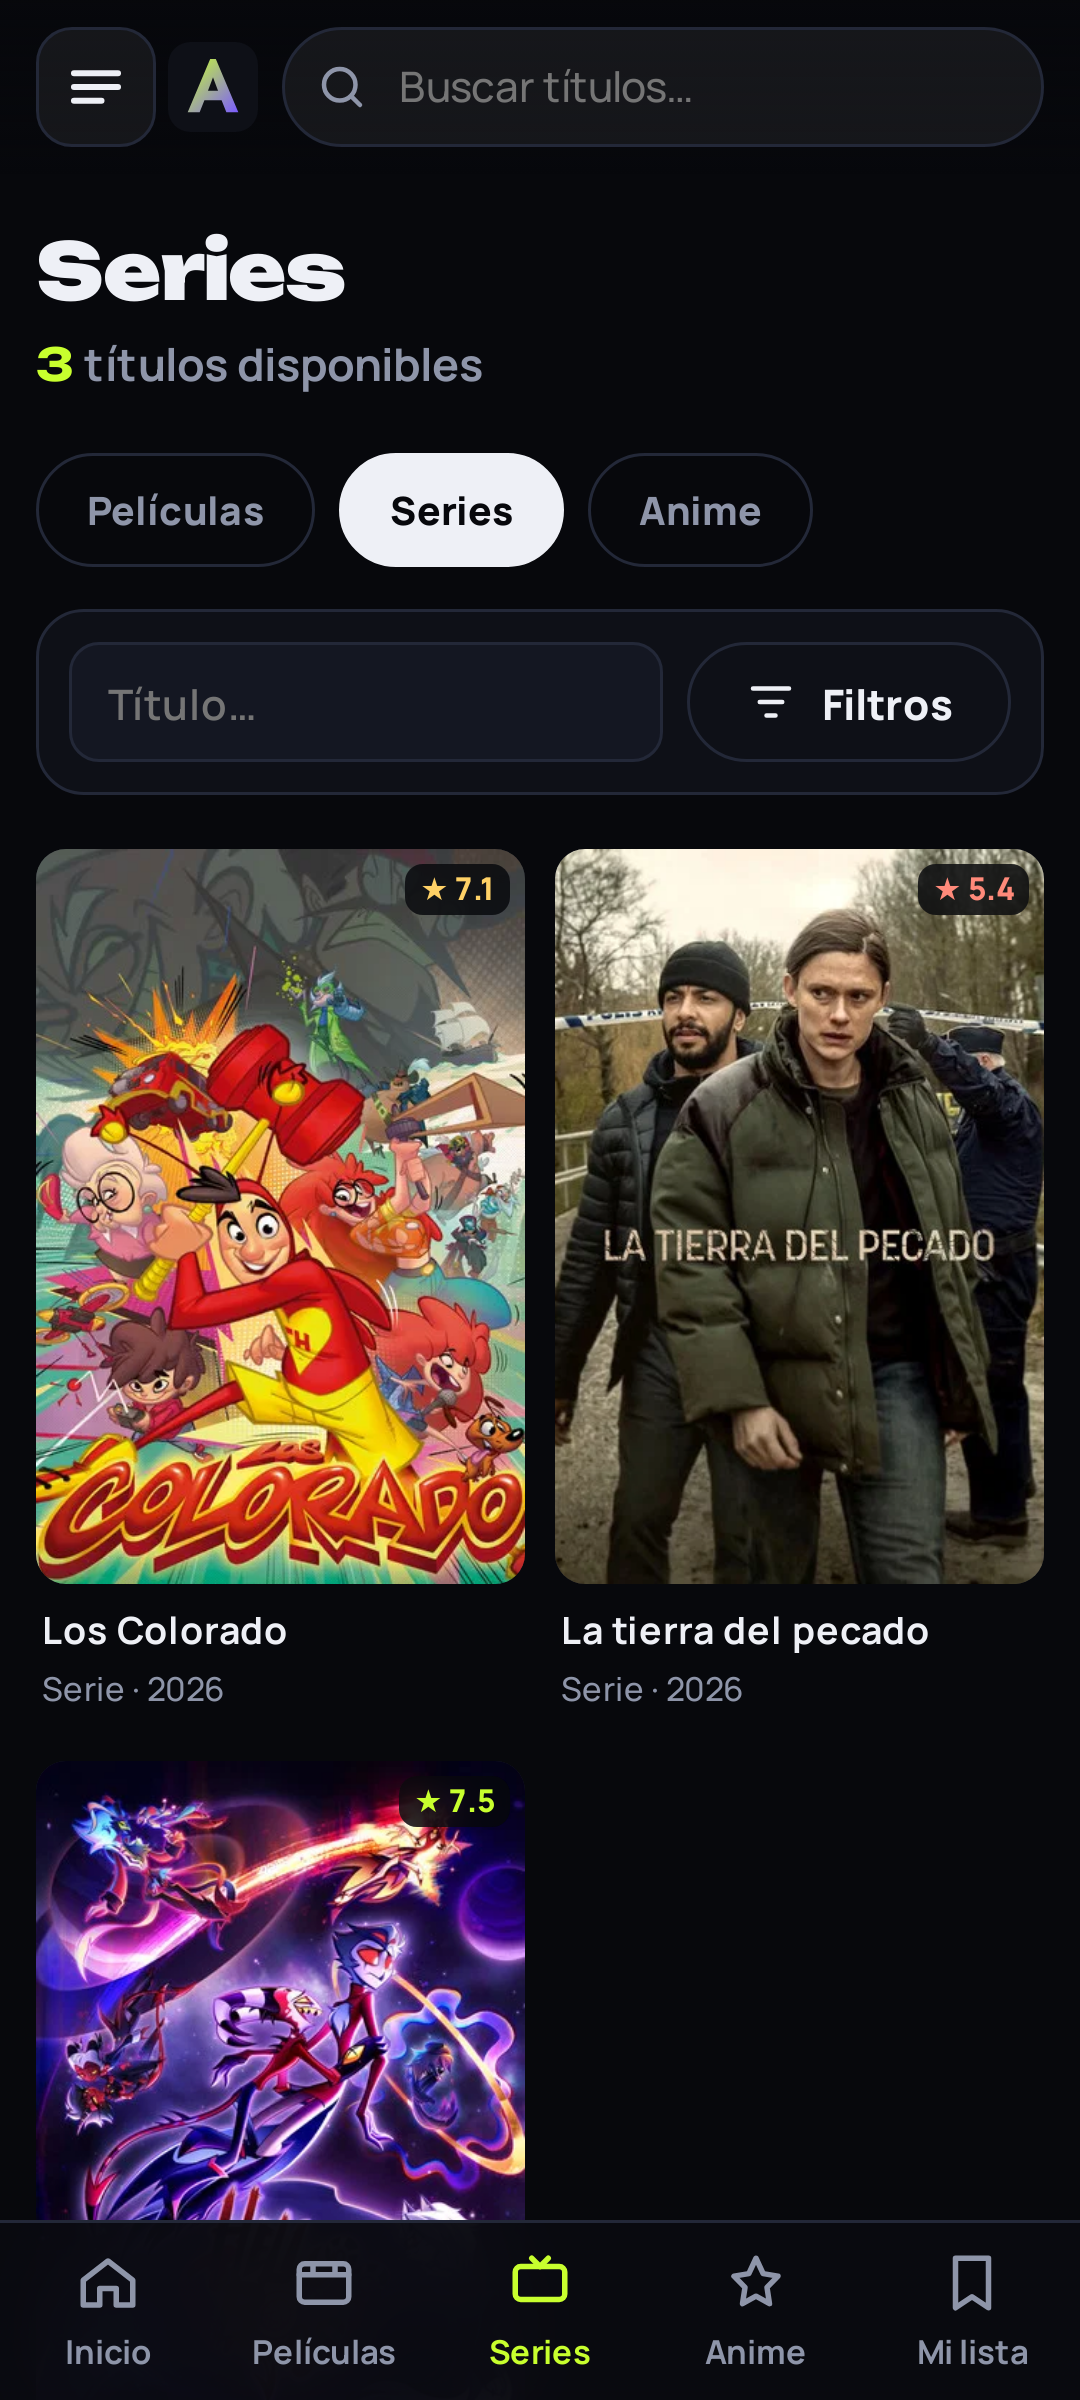 A
Buscar títulos...
Series
3 títulos disponibles
Películas
Series
Anime
Título...
Filtros
★ 7.1
★ 5.4
CH
LOS
COLORADO
LA TIERRA DEL PECADO
Los Colorado
La tierra del pecado
Serie · 2026
Serie · 2026
★ 7.5
Inicio
Películas
Series
Anime
Mi lista